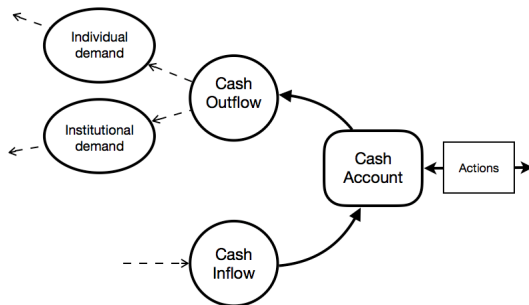 Individual
demand
Cash
Outflow
Institutional
demand
Cash
Account
Actions
Cash
Inflow